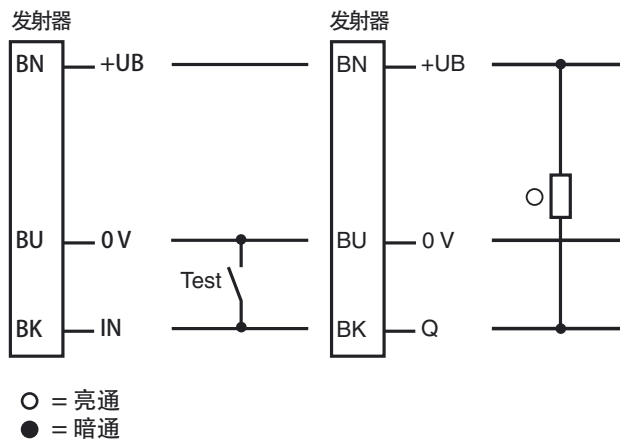 发射器
BN +UB
BU 0 V
Test
BK IN
发射器
BN +UB
BU 0 V
BK Q
= 亮通
= 暗通